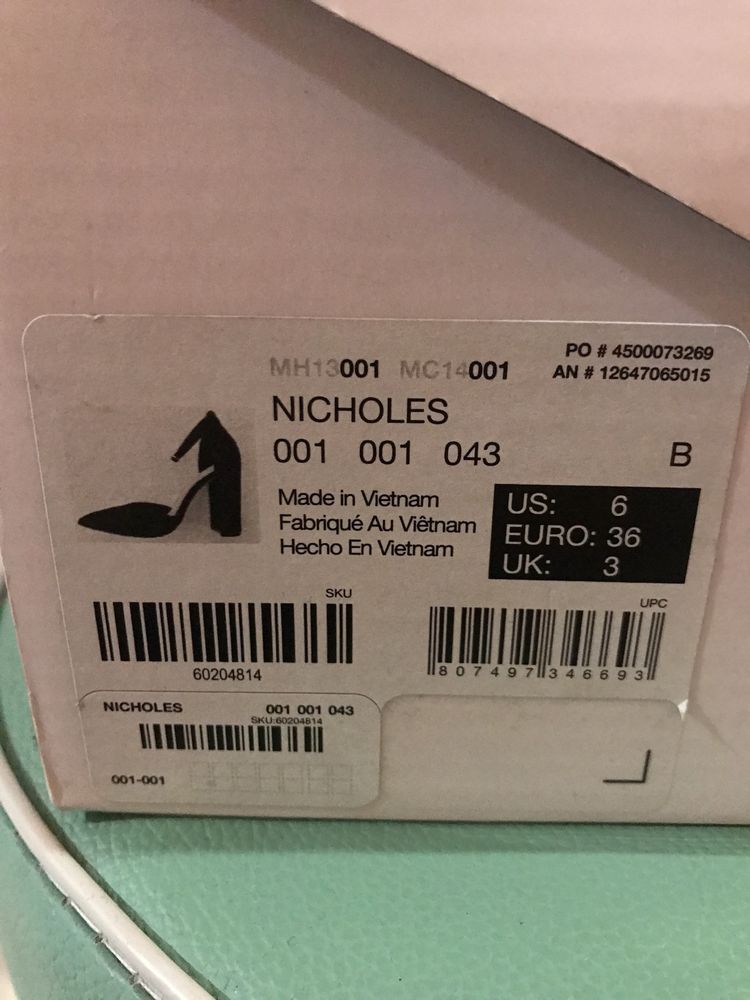 MH13001 MC14001
PO # 4500073269
AN # 12647065015
NICHOLES
001 001 043 B
Made in Vietnam
Fabriqué Au Viêtnam
Hecho En Vietnam
US: 6
EURO: 36
UK: 3
SKU
60204814
UPC
807497346693
NICHOLES 001 001 043
SKU:60204814
001-001